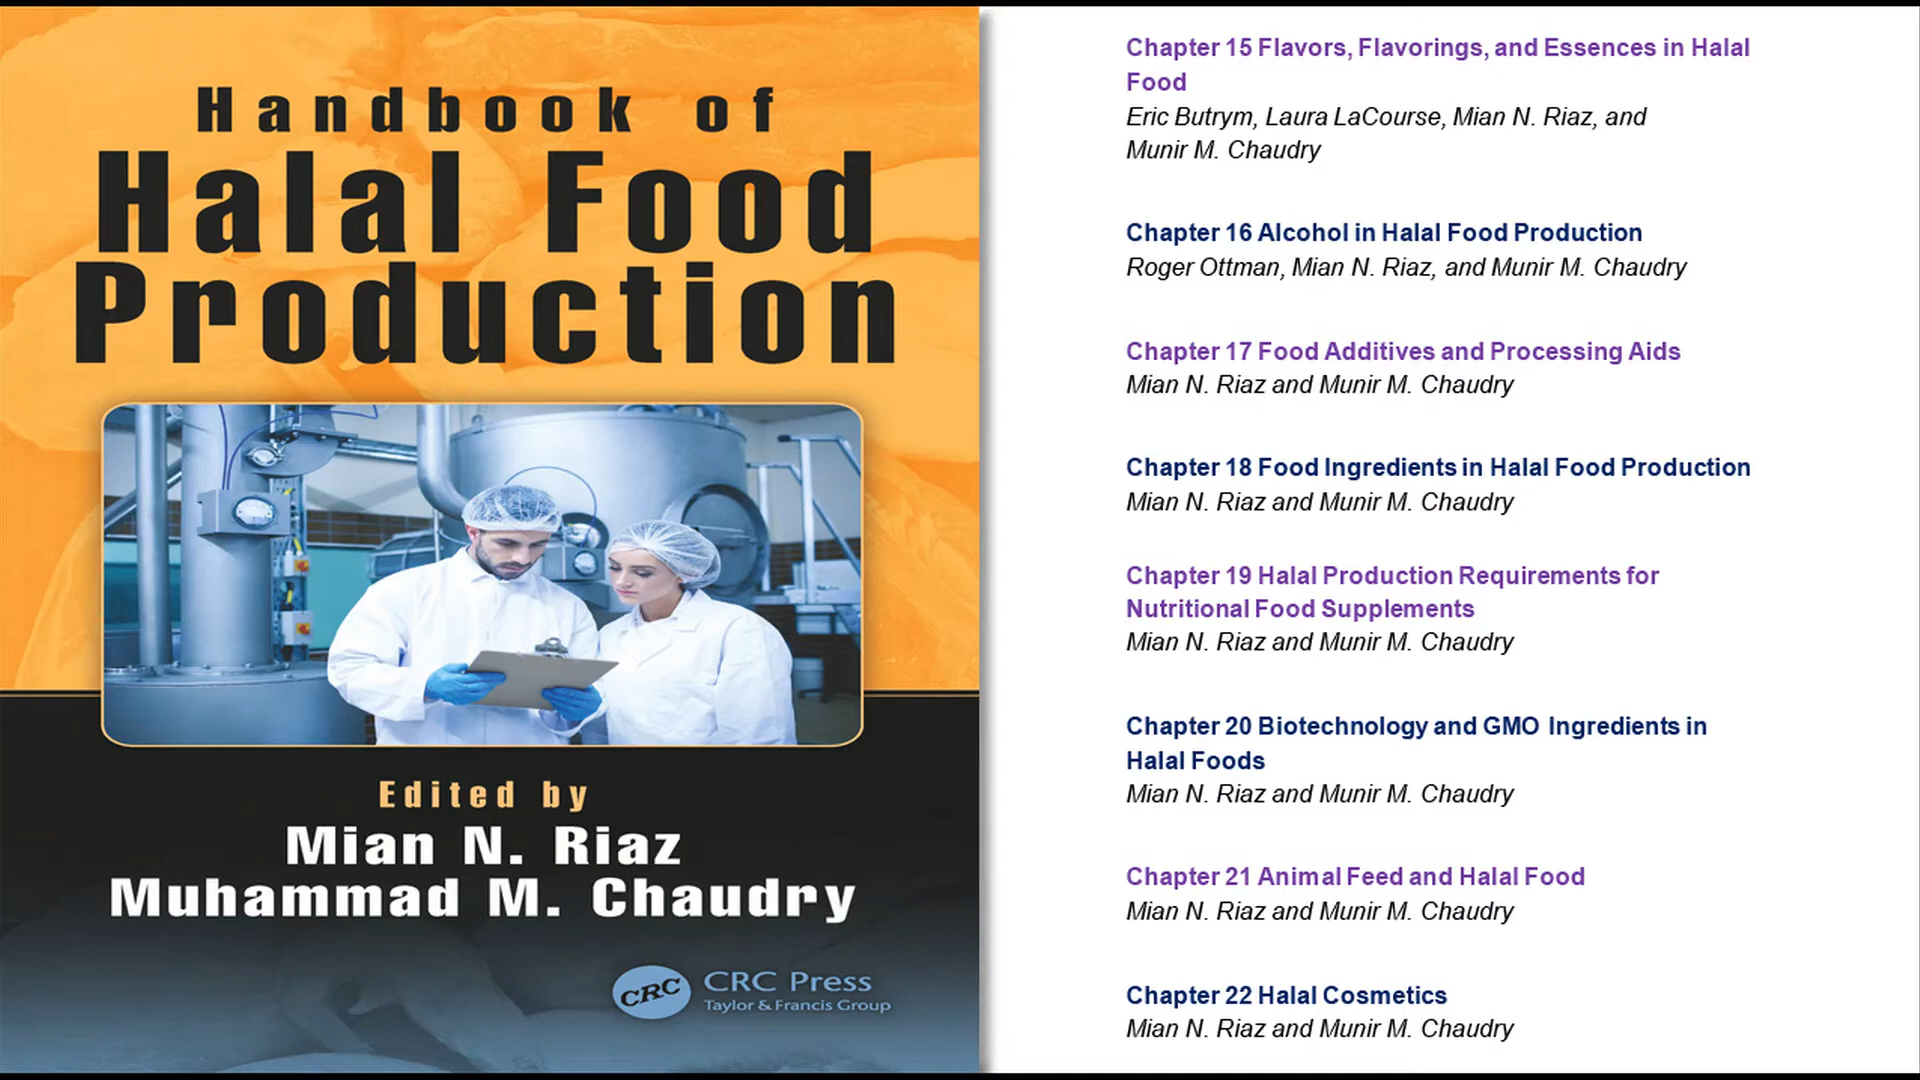 Handbook of
Halal Food
Production
Edited by
Mian N. Riaz
Muhammad M. Chaudry
CRC
CRC Press
Taylor & Francis Group
Chapter 15 Flavors, Flavorings, and Essences in Halal
Food
Eric Butrym, Laura LaCourse, Mian N. Riaz, and
Munir M. Chaudry
Chapter 16 Alcohol in Halal Food Production
Roger Ottman, Mian N. Riaz, and Munir M. Chaudry
Chapter 17 Food Additives and Processing Aids
Mian N. Riaz and Munir M. Chaudry
Chapter 18 Food Ingredients in Halal Food Production
Mian N. Riaz and Munir M. Chaudry
Chapter 19 Halal Production Requirements for
Nutritional Food Supplements
Mian N. Riaz and Munir M. Chaudry
Chapter 20 Biotechnology and GMO Ingredients in
Halal Foods
Mian N. Riaz and Munir M. Chaudry
Chapter 21 Animal Feed and Halal Food
Mian N. Riaz and Munir M. Chaudry
Chapter 22 Halal Cosmetics
Mian N. Riaz and Munir M. Chaudry